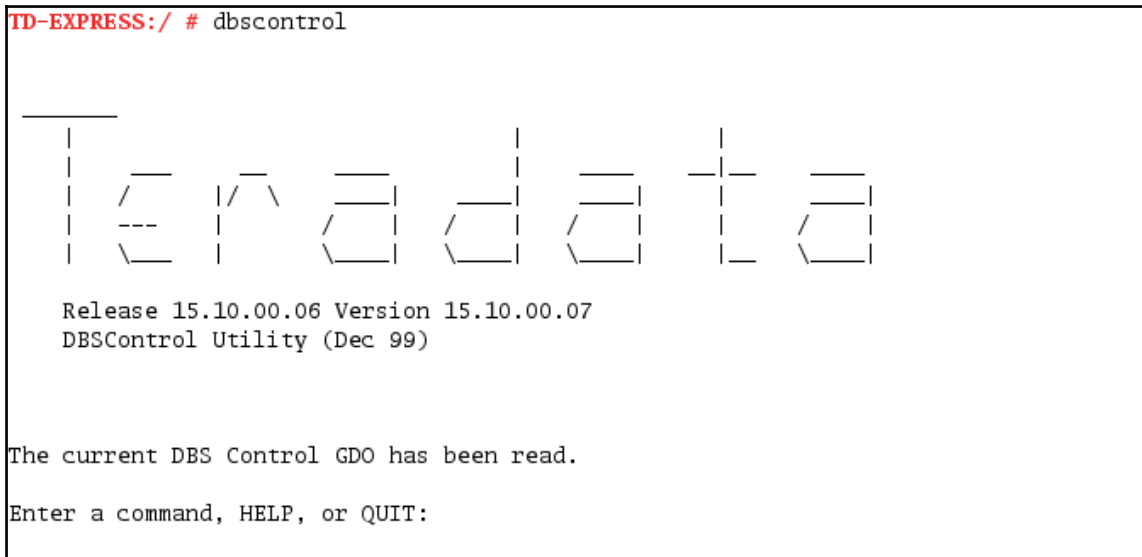 TD-EXPRESS:/ # dbscontrol
Teradata
Release 15.10.00.06 Version 15.10.00.07
DBSControl Utility (Dec 99)
The current DBS Control GDO has been read.
Enter a command, HELP, or QUIT: